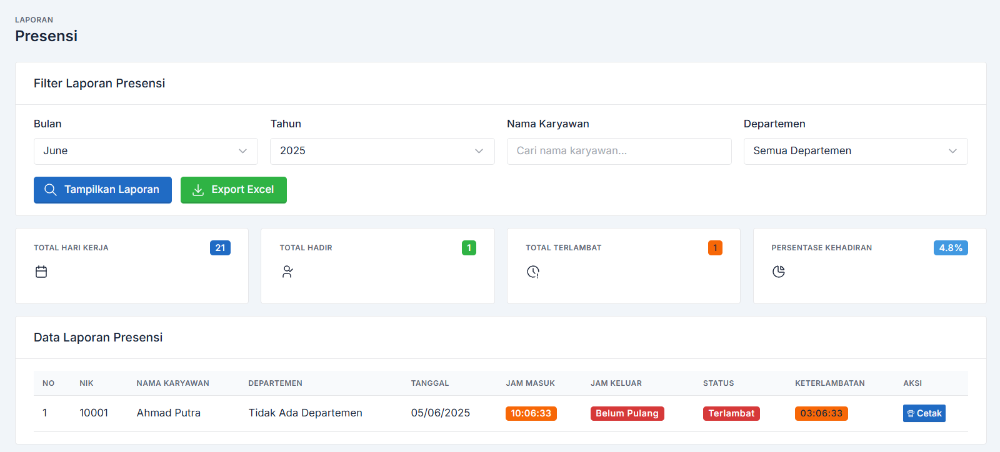 LAPORAN
Presensi
Filter Laporan Presensi
Bulan Tahun Nama Karyawan Departemen
June 2025 Cari nama karyawan... Semua Departemen
Tampilkan Laporan Export Excel
TOTAL HARI KERJA 21 TOTAL HADIR 1 TOTAL TERLAMBAT 1 PERSENTASE KEHADIRAN 4.8%
Data Laporan Presensi
NO NIK NAMA KARYAWAN DEPARTEMEN TANGGAL JAM MASUK JAM KELUAR STATUS KETERLAMBATAN AKSI
1 10001 Ahmad Putra Tidak Ada Departemen 05/06/2025 10:06:33 Belum Pulang Terlambat 03:06:33 Cetak